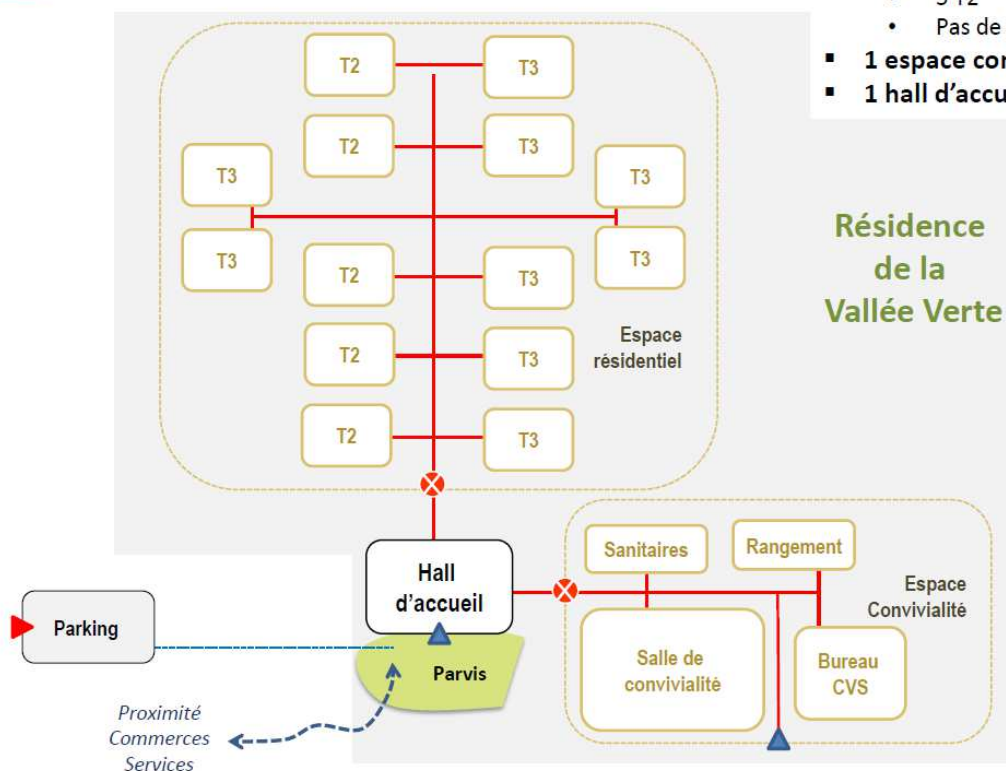 • Pas de
▪ 1 espace con
▪ 1 hall d'accu
T2 T3
T2 T3
T3 T3
T3 T3
T2 T3
T2 T3
T2 T3
Espace
résidentiel
Résidence
de la
Vallée Verte
Hall
d'accueil
Parvis
Parking
Proximité
Commerces
Services
Sanitaires
Rangement
Espace
Convivialité
Salle de
convivialité
Bureau
CVS